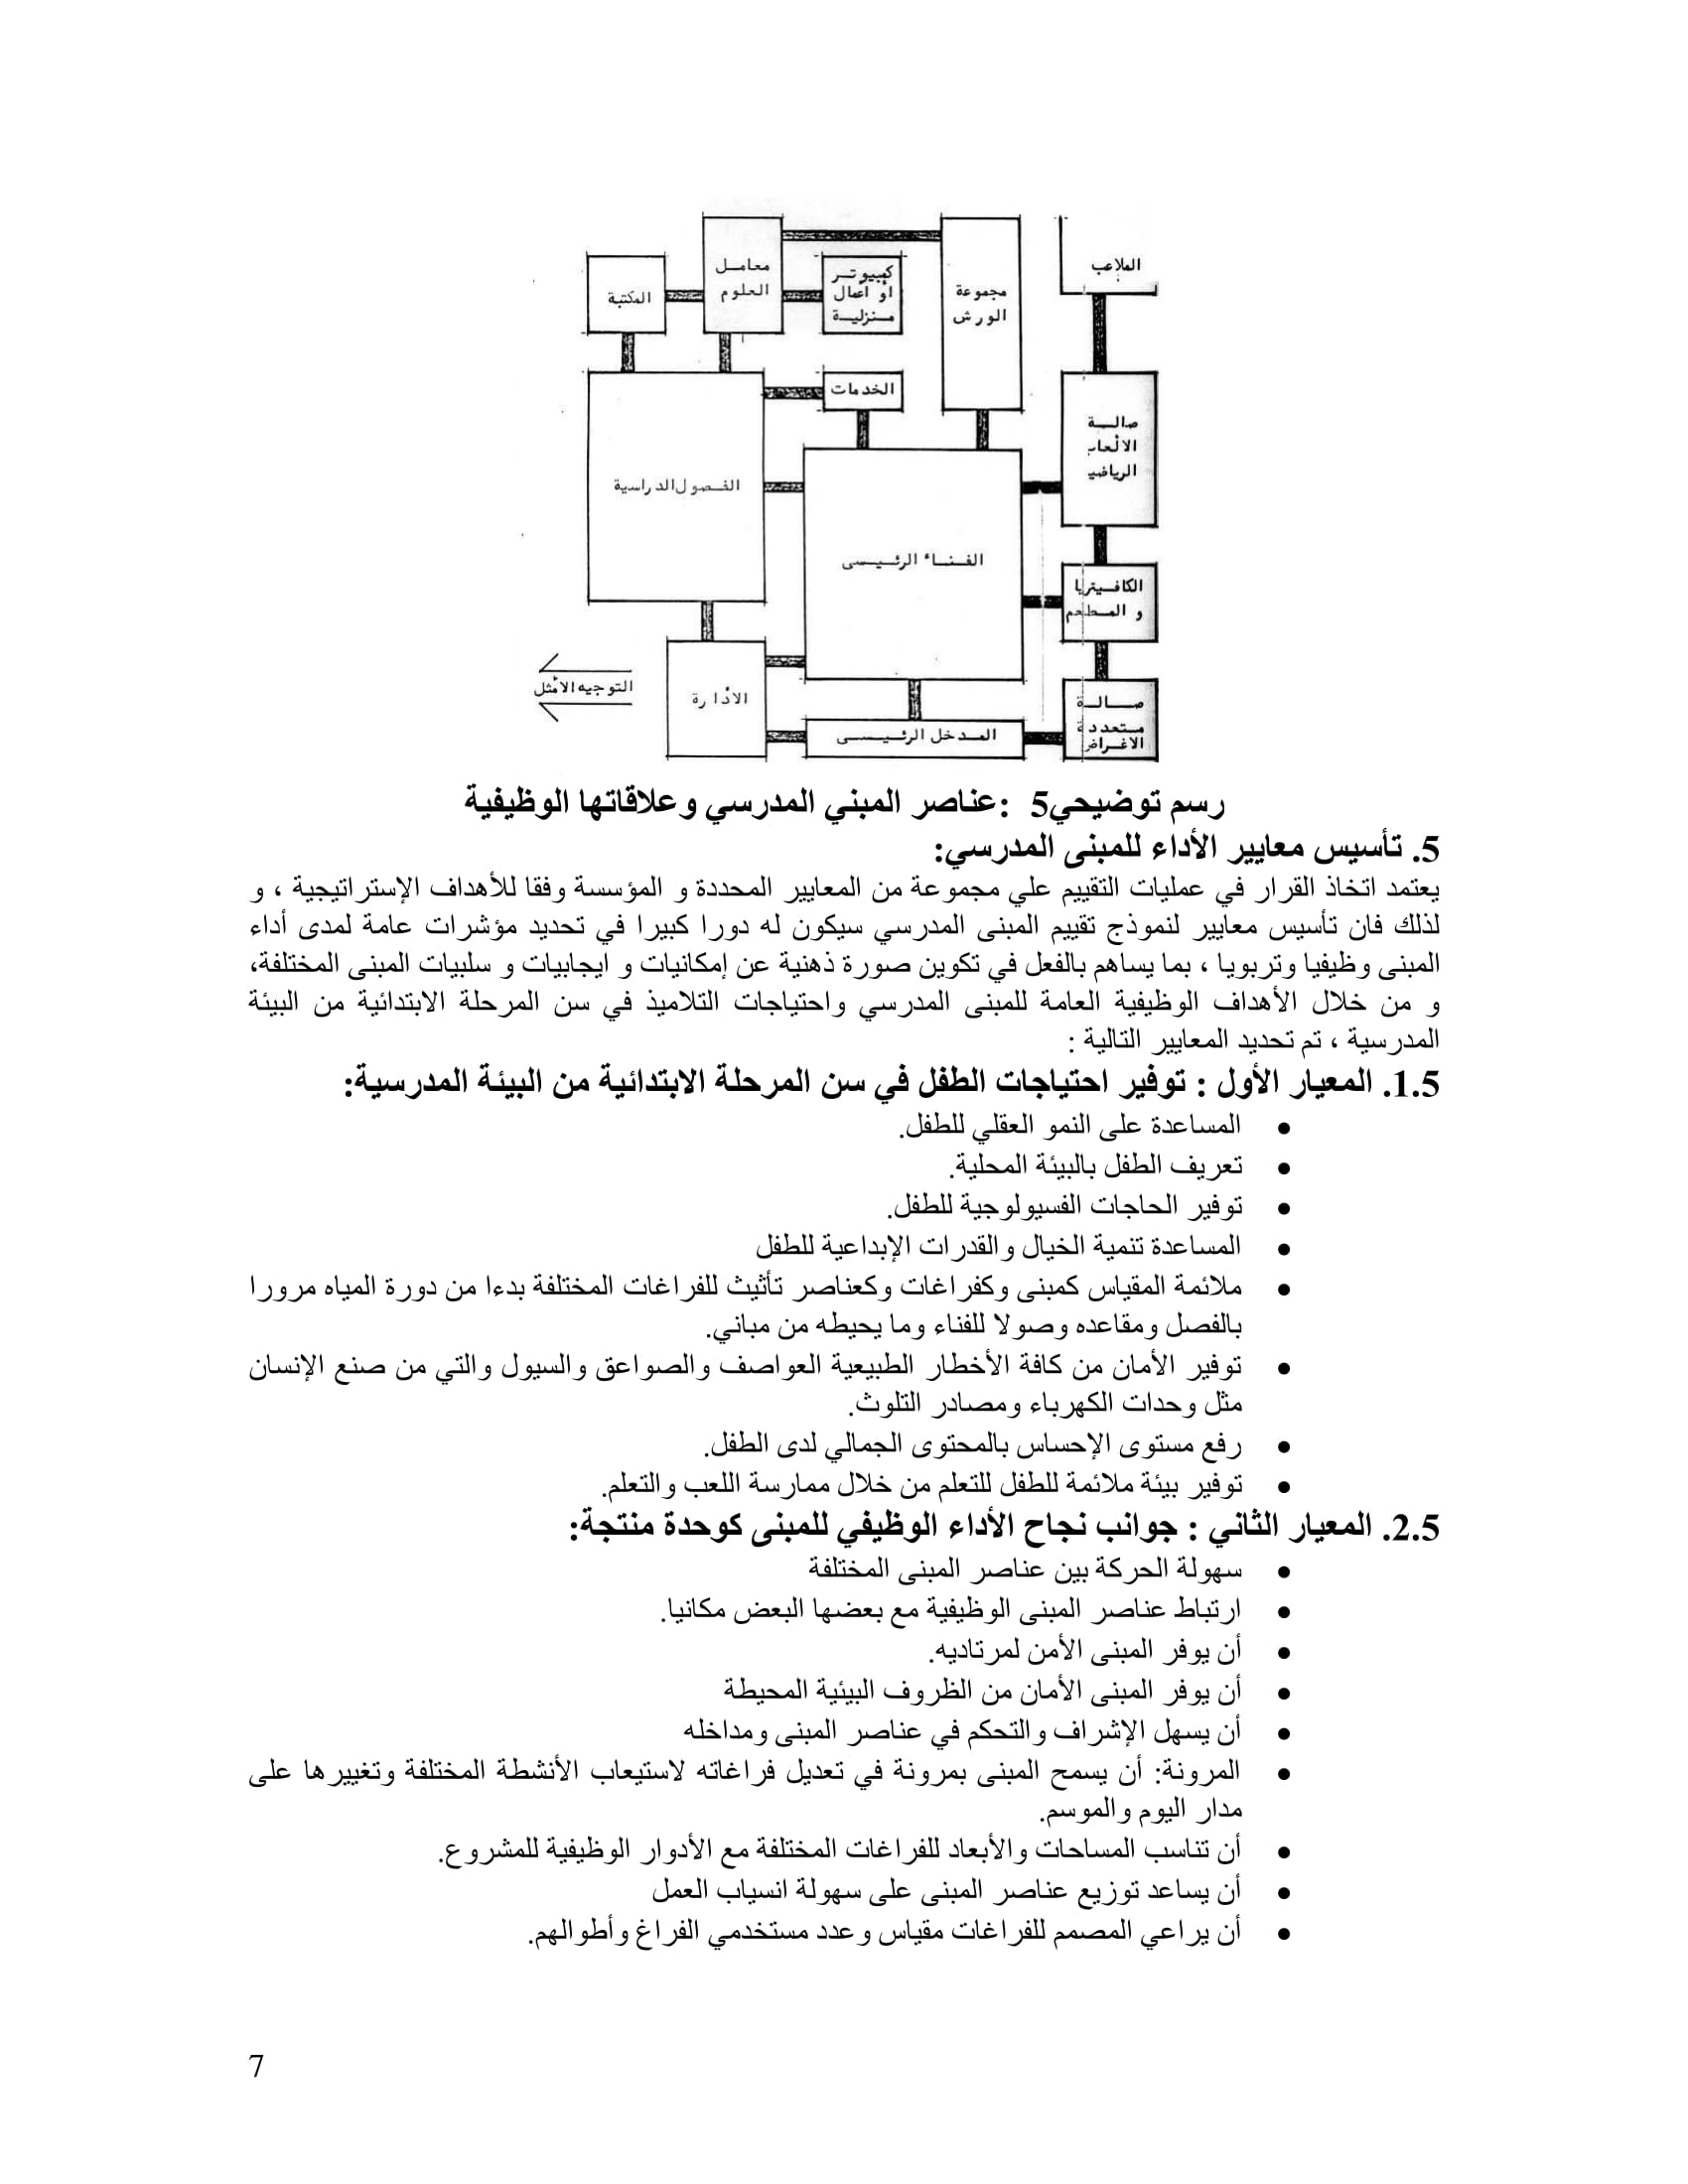 الملاعب
معامل
العلوم
كمبيوتر
او أعمال
منزلية
مجموعة
الورش
المكتبة
الخدمات
صالة
الالعاب
الرياضي
الفصول الدراسية
الفناء الرئيسى
الكافيتريا
و المطعم
التوجيه الأمثل
الأدارة
المدخل الرئيسى
صالة
متعددة
الاغراض
رسم توضيحي5 :عناصر المبني المدرسي وعلاقاتها الوظيفية
5. تأسيس معايير الأداء للمبنى المدرسي:
يعتمد اتخاذ القرار في عمليات التقييم علي مجموعة من المعايير المحددة و المؤسسة وفقا للأهداف الإستراتيجية ، و
لذلك فان تأسيس معايير لنموذج تقييم المبنى المدرسي سيكون له دورا كبيرا في تحديد مؤشرات عامة لمدى أداء
المبنى وظيفيا وتربويا ، بما يساهم بالفعل في تكوين صورة ذهنية عن إمكانيات و ايجابيات و سلبيات المبنى المختلفة،
و من خلال الأهداف الوظيفية العامة للمبنى المدرسي واحتياجات التلاميذ في سن المرحلة الابتدائية من البيئة
المدرسية ، تم تحديد المعايير التالية :
1.5. المعيار الأول : توفير احتياجات الطفل في سن المرحلة الابتدائية من البيئة المدرسية:
• المساعدة على النمو العقلي للطفل.
• تعريف الطفل بالبيئة المحلية.
• توفير الحاجات الفسيولوجية للطفل.
• المساعدة تنمية الخيال والقدرات الإبداعية للطفل
• ملائمة المقياس كمبنى وكفراغات وكعناصر تأثيث للفراغات المختلفة بدءا من دورة المياه مرورا
بالفصل ومقاعده وصولا للفناء وما يحيطه من مباني.
• توفير الأمان من كافة الأخطار الطبيعية العواصف والصواعق والسيول والتي من صنع الإنسان
مثل وحدات الكهرباء ومصادر التلوث.
• رفع مستوى الإحساس بالمحتوى الجمالي لدى الطفل.
• توفير بيئة ملائمة للطفل للتعلم من خلال ممارسة اللعب والتعلم.
2.5. المعيار الثاني : جوانب نجاح الأداء الوظيفي للمبنى كوحدة منتجة:
• سهولة الحركة بين عناصر المبنى المختلفة
• ارتباط عناصر المبنى الوظيفية مع بعضها البعض مكانيا.
• أن يوفر المبنى الأمن لمرتاديه.
• أن يوفر المبنى الأمان من الظروف البيئية المحيطة
• أن يسهل الإشراف والتحكم في عناصر المبنى ومداخله
• المرونة: أن يسمح المبنى بمرونة في تعديل فراغاته لاستيعاب الأنشطة المختلفة وتغييرها على
مدار اليوم والموسم.
• أن تناسب المساحات والأبعاد للفراغات المختلفة مع الأدوار الوظيفية للمشروع.
• أن يساعد توزيع عناصر المبنى على سهولة انسياب العمل
• أن يراعي المصمم للفراغات مقياس وعدد مستخدمي الفراغ وأطوالهم.
7